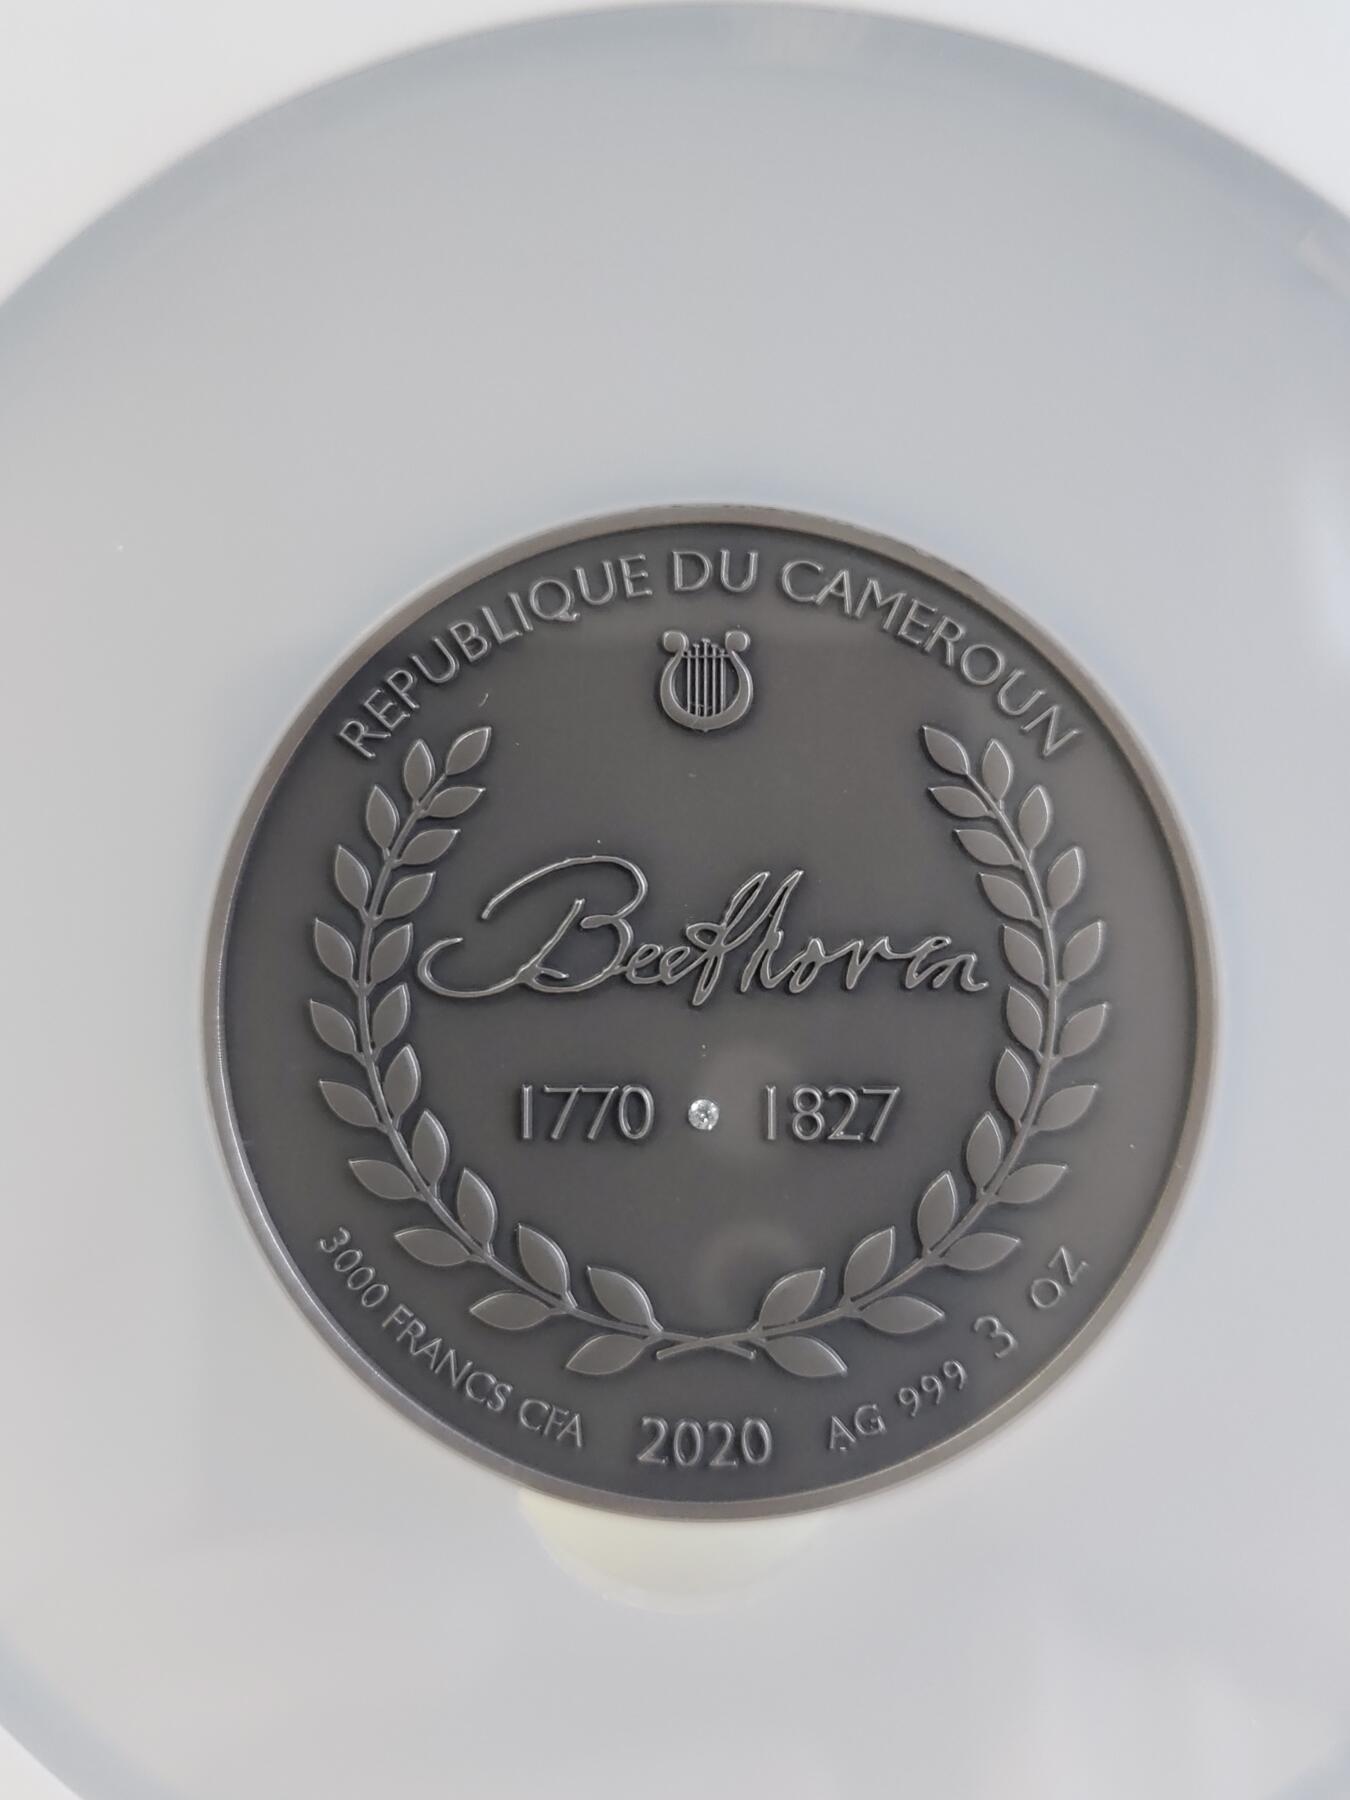 REPUBLIQUE DU CAMEROUN
Beethoven
1770 • 1827
3000 FRANCS CFA
2020
AG 999 3 OZ